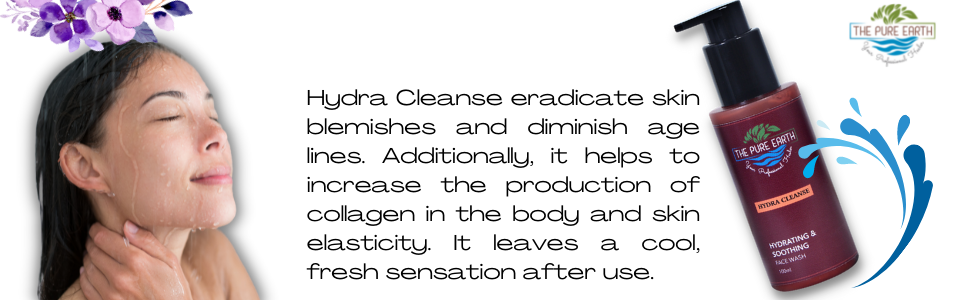 Hydra Cleanse eradicate skin
blemishes and diminish age
lines. Additionally, it helps to
increase the production of
collagen in the body and skin
elasticity. It leaves a cool,
fresh sensation after use.
THE PURE EARTH
Your Professional Healer
HYDRA CLEANSE
HYDRATING &
SOOTHING
FACE WASH
100ml
THE PURE EARTH
Your Professional Healer